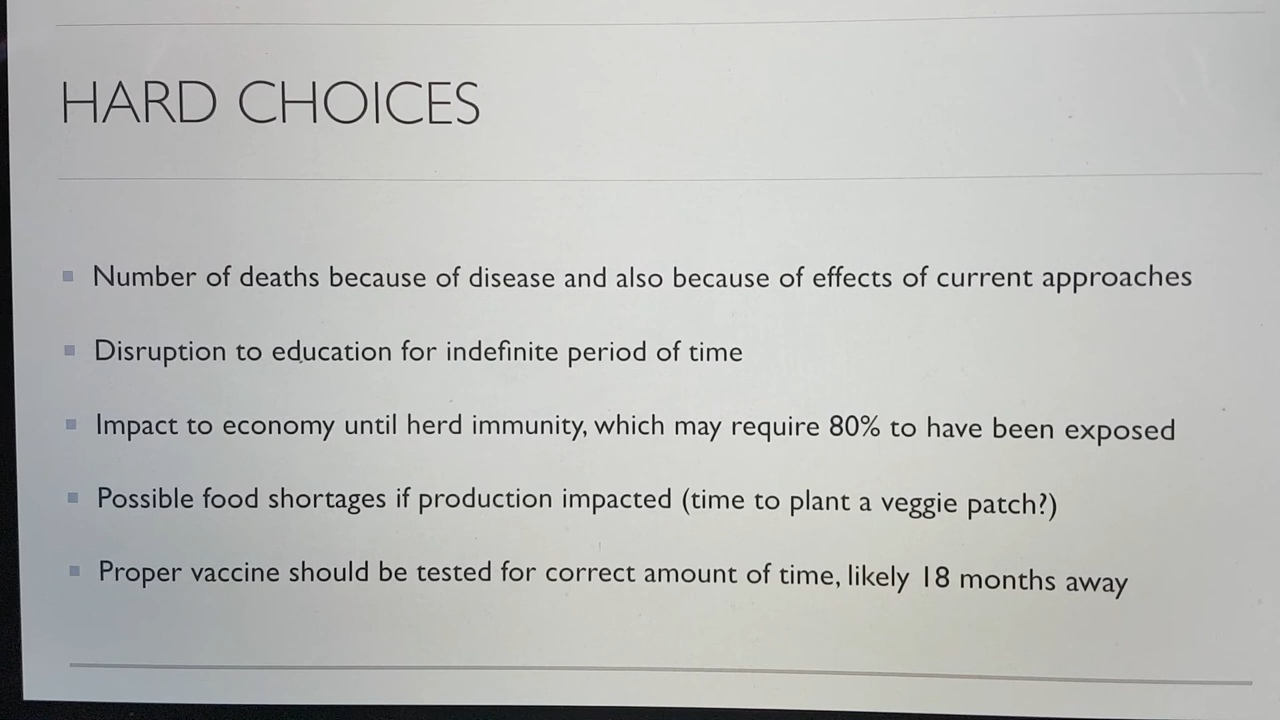 HARD CHOICES
Number of deaths because of disease and also because of effects of current approaches
Disruption to education for indefinite period of time
Impact to economy until herd immunity, which may require 80% to have been exposed
Possible food shortages if production impacted (time to plant a veggie patch?)
Proper vaccine should be tested for correct amount of time, likely 18 months away